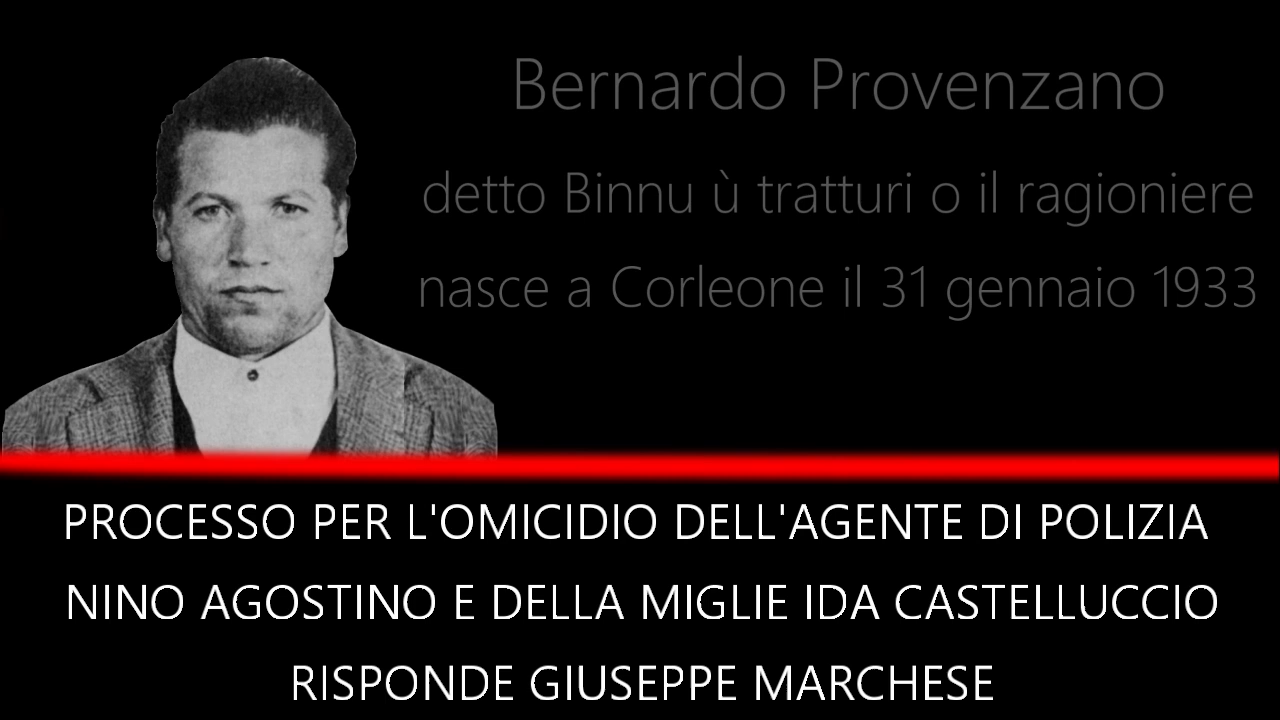 Bernardo Provenzano
detto Binnu ù tratturi o il ragioniere
nasce a Corleone il 31 gennaio 1933
PROCESSO PER L'OMICIDIO DELL'AGENTE DI POLIZIA
NINO AGOSTINO E DELLA MIGLIE IDA CASTELLUCCIO
RISPONDE GIUSEPPE MARCHESE